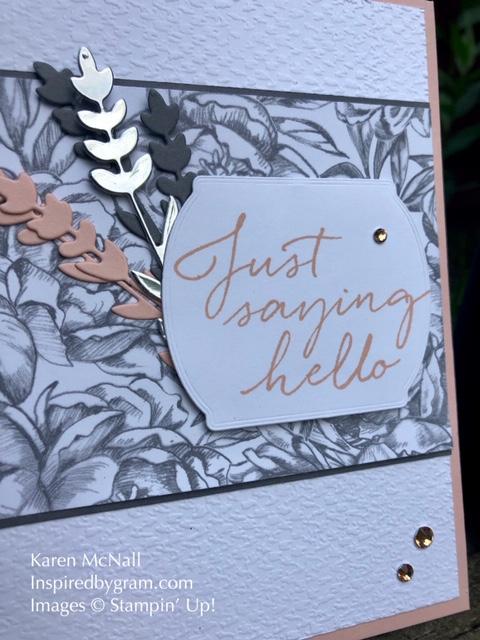 Just
saying
hello
Karen McNall
Inspiredbygram.com
Images © Stampin' Up!